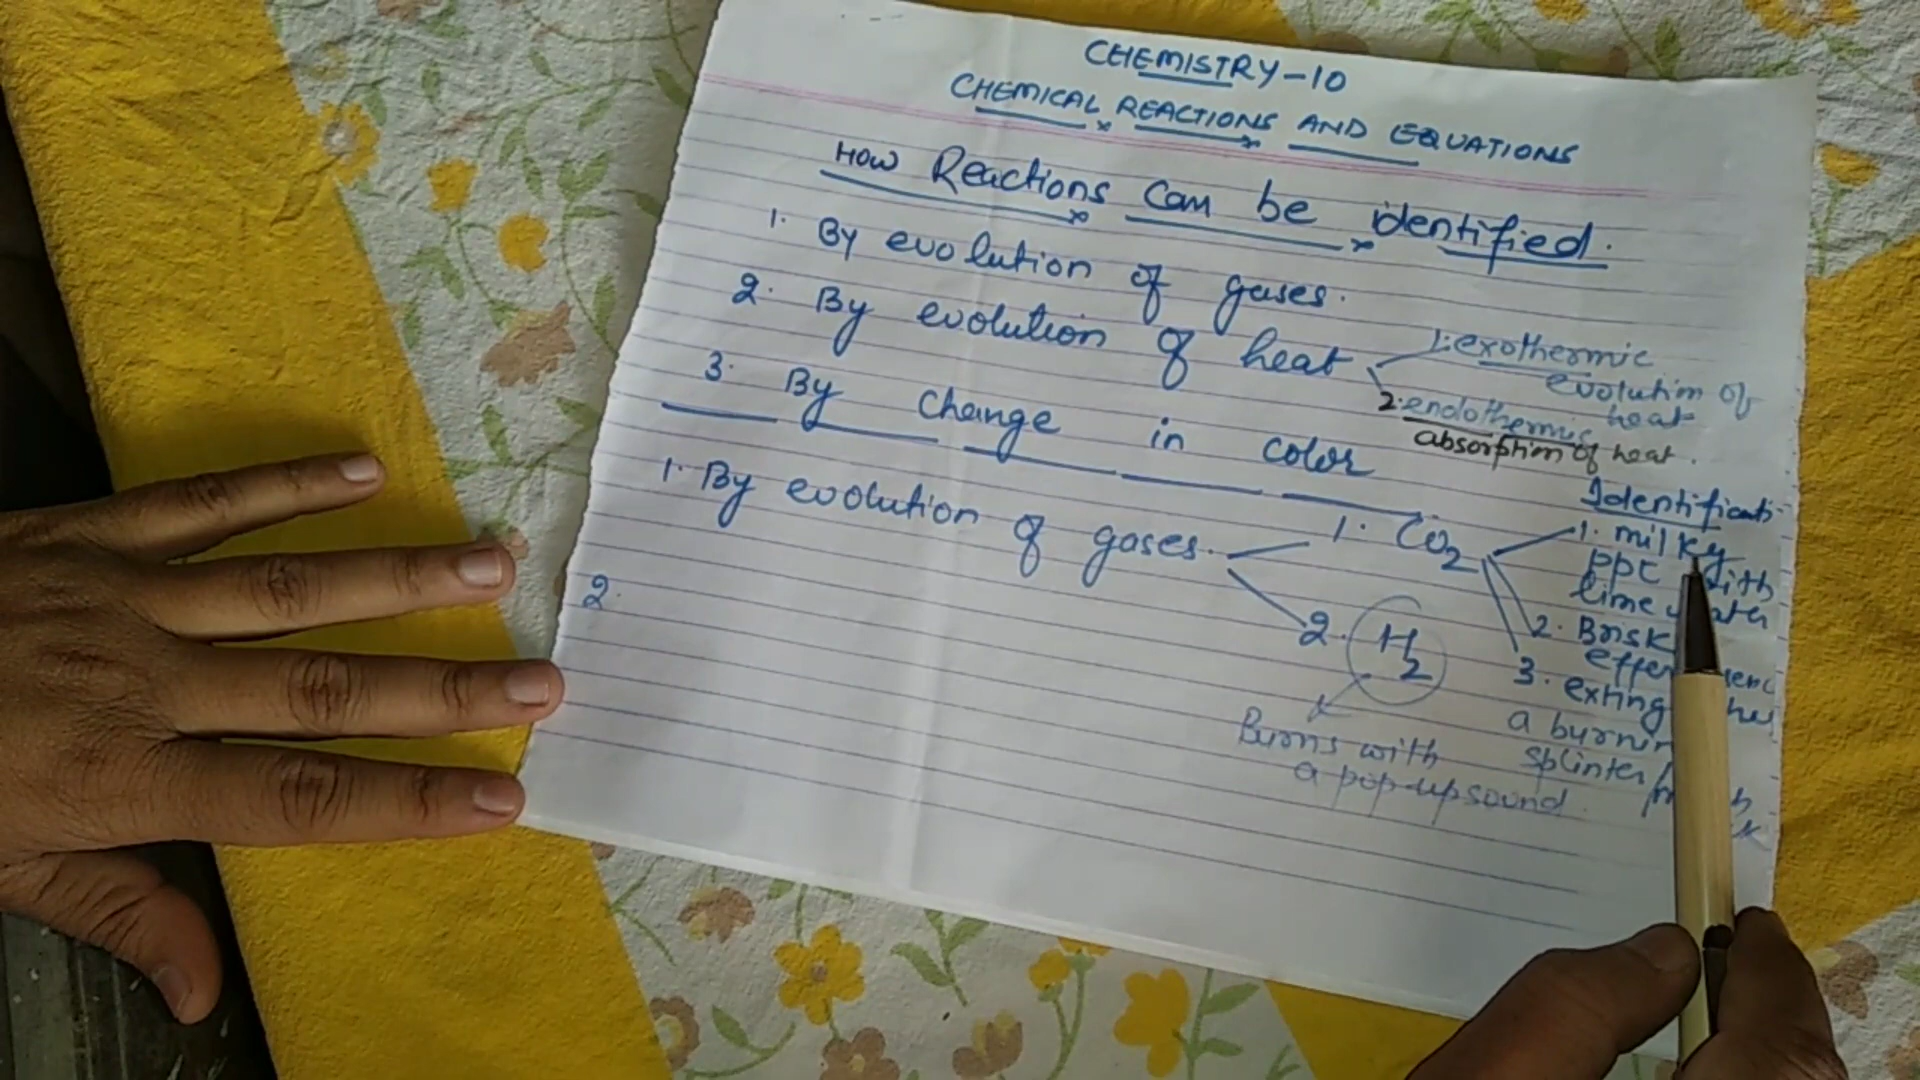 CHEMISTRY-10
CHEMICAL REACTIONS AND EQUATIONS
HOW Reactions can be identified.
1. By evolution of gases.
2. By evolution of heat
1. exothermic
evolution of
heat
2. endothermic
absorption of heat.
3. By change in color
1. By evolution of gases.
1. CO2
Identificati
1. milky
ppt with
lime water
2. Brisk
3.
a
splinter
2. H2
Burns with
a pop-up sound.
2.